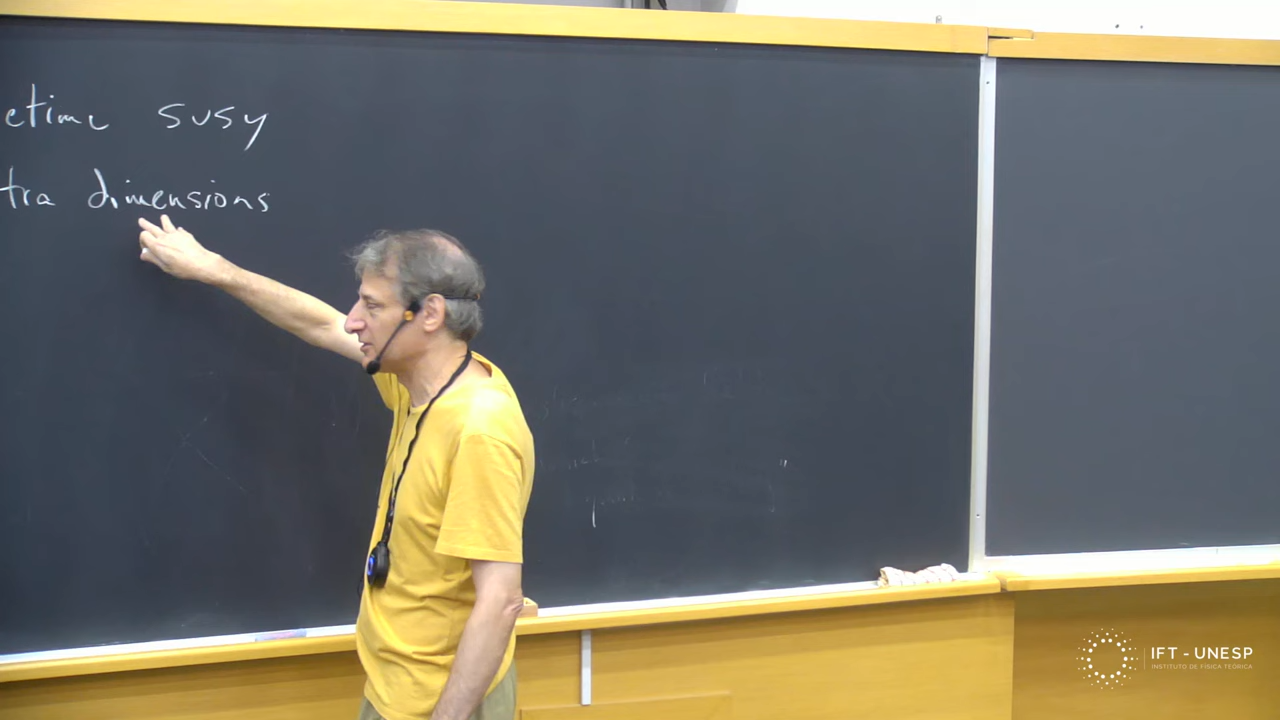 etime susy
tra dimensions
IFT - UNESP
INSTITUTO DE FÍSICA TEÓRICA